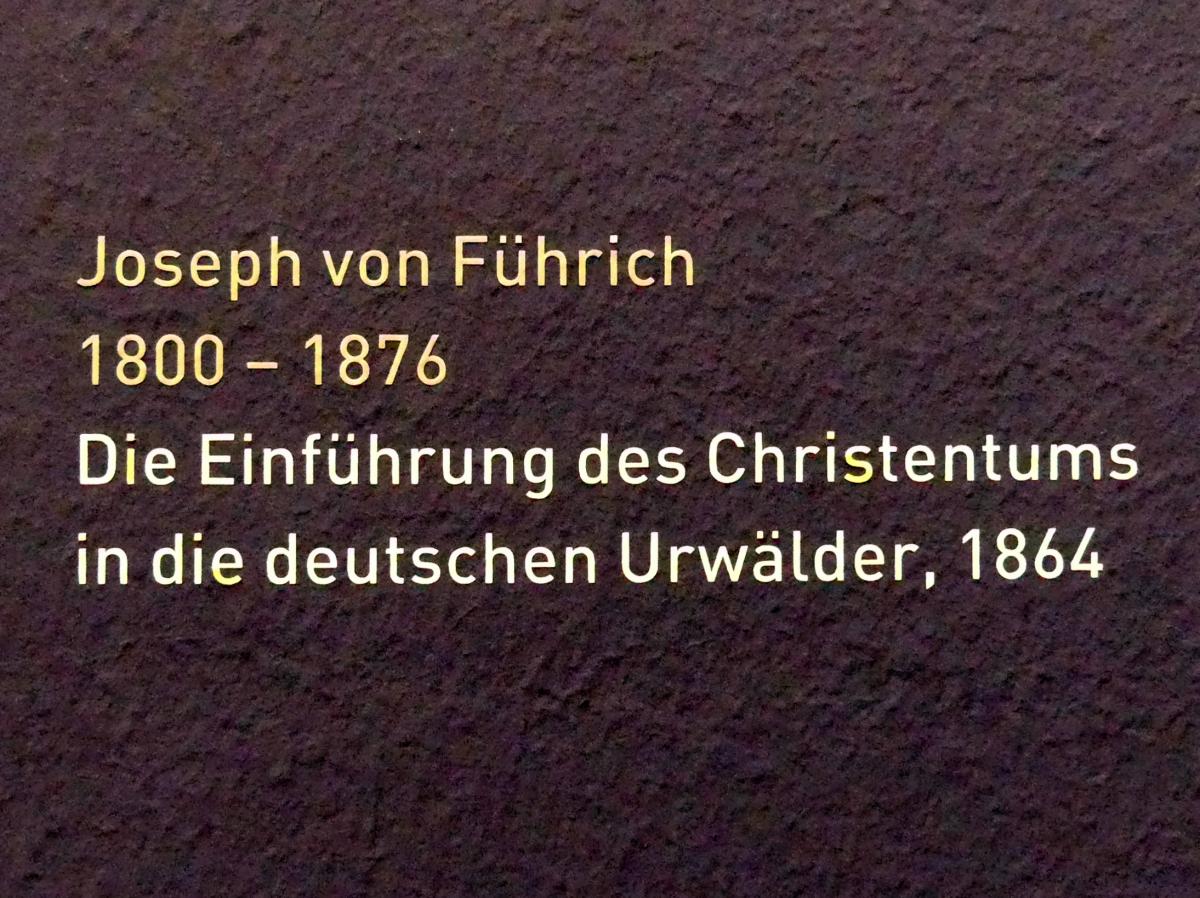 Joseph von Führich
1800 – 1876
Die Einführung des Christentums
in die deutschen Urwälder, 1864